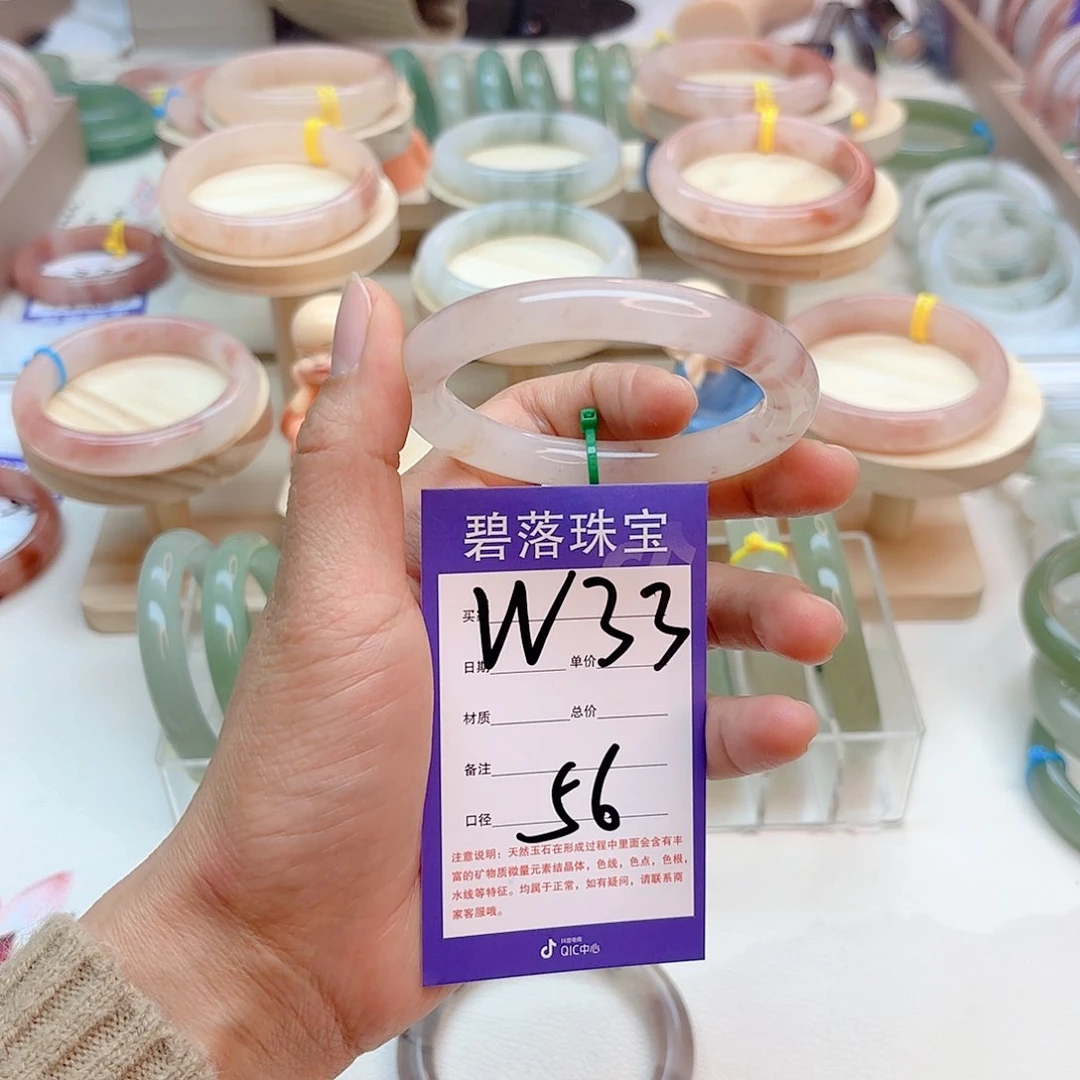 碧落珠宝
W33
买
日期 单价
材质 总价
备注
56
口径
注意说明：天然玉石在形成过程中里面会含有丰
富的矿物质微量元素结晶体，色线，色点，色根，
水线等特征。均属于正常，如有疑问，请联系商
家客服哦。
抖音电商
QIC中心